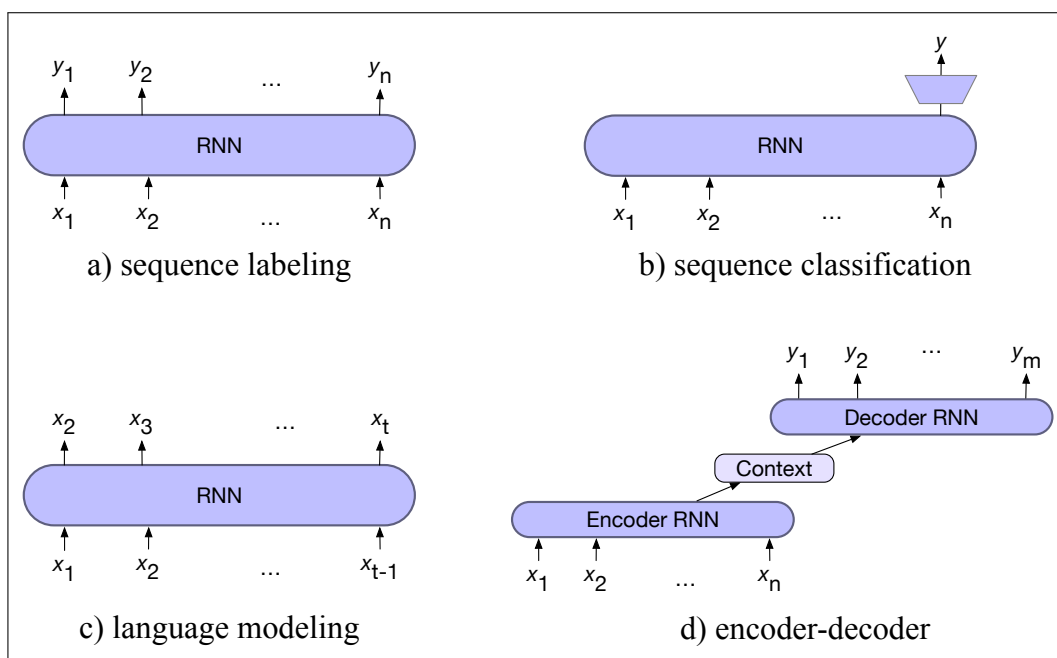 y1 y2 ... yn
RNN
x1 x2 ... xn
a) sequence labeling
y
RNN
x1 x2 ... xn
b) sequence classification
x2 x3 ... xt
RNN
x1 x2 ... xt-1
c) language modeling
y1 y2 ... ym
Decoder RNN
Context
Encoder RNN
x1 x2 ... xn
d) encoder-decoder